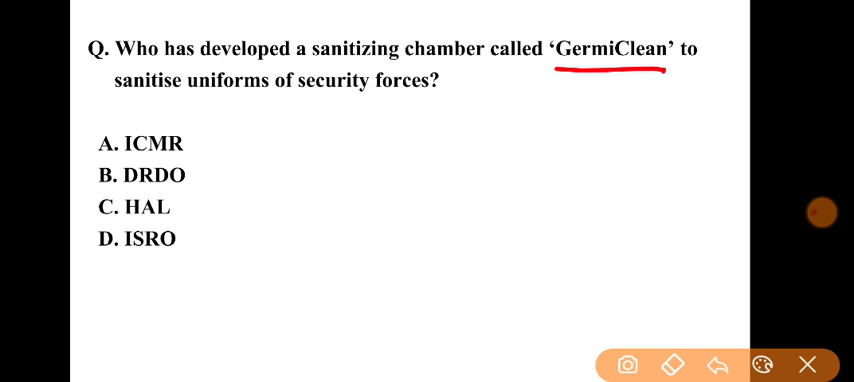 Q. Who has developed a sanitizing chamber called ‘GermiClean’ to
sanitise uniforms of security forces?
A. ICMR
B. DRDO
C. HAL
D. ISRO